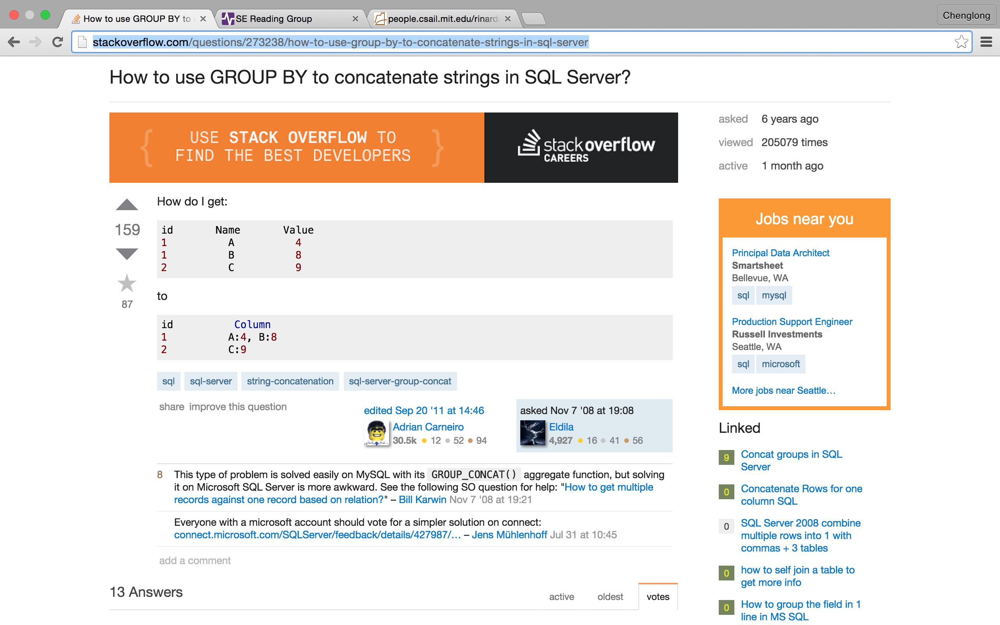 How to use GROUP BY to
SE Reading Group
people.csail.mit.edu/rinard/
Chenglong
stackoverflow.com/questions/273238/how-to-use-group-by-to-concatenate-strings-in-sql-server
How to use GROUP BY to concatenate strings in SQL Server?
{ USE STACK OVERFLOW TO
FIND THE BEST DEVELOPERS }
stackoverflow
CAREERS
asked 6 years ago
viewed 205079 times
active 1 month ago
159
87
How do I get:
id Name Value
1 A 4
1 B 8
2 C 9
to
id Column
1 A:4, B:8
2 C:9
sql sql-server string-concatenation sql-server-group-concat
share improve this question
edited Sep 20 '11 at 14:46
Adrian Carneiro
30.5k 12 52 94
asked Nov 7 '08 at 19:08
Eldila
4,927 16 41 56
8 This type of problem is solved easily on MySQL with its GROUP_CONCAT() aggregate function, but solving
it on Microsoft SQL Server is more awkward. See the following SO question for help: "How to get multiple
records against one record based on relation?" – Bill Karwin Nov 7 '08 at 19:21
Everyone with a microsoft account should vote for a simpler solution on connect:
connect.microsoft.com/SQLServer/feedback/details/427987/… – Jens Mühlenhoff Jul 31 at 10:45
add a comment
13 Answers
active oldest votes
Jobs near you
Principal Data Architect
Smartsheet
Bellevue, WA
sql mysql
Production Support Engineer
Russell Investments
Seattle, WA
sql microsoft
More jobs near Seattle…
Linked
9 Concat groups in SQL
Server
0 Concatenate Rows for one
column SQL
0 SQL Server 2008 combine
multiple rows into 1 with
commas + 3 tables
0 how to self join a table to
get more info
0 How to group the field in 1
line in MS SQL